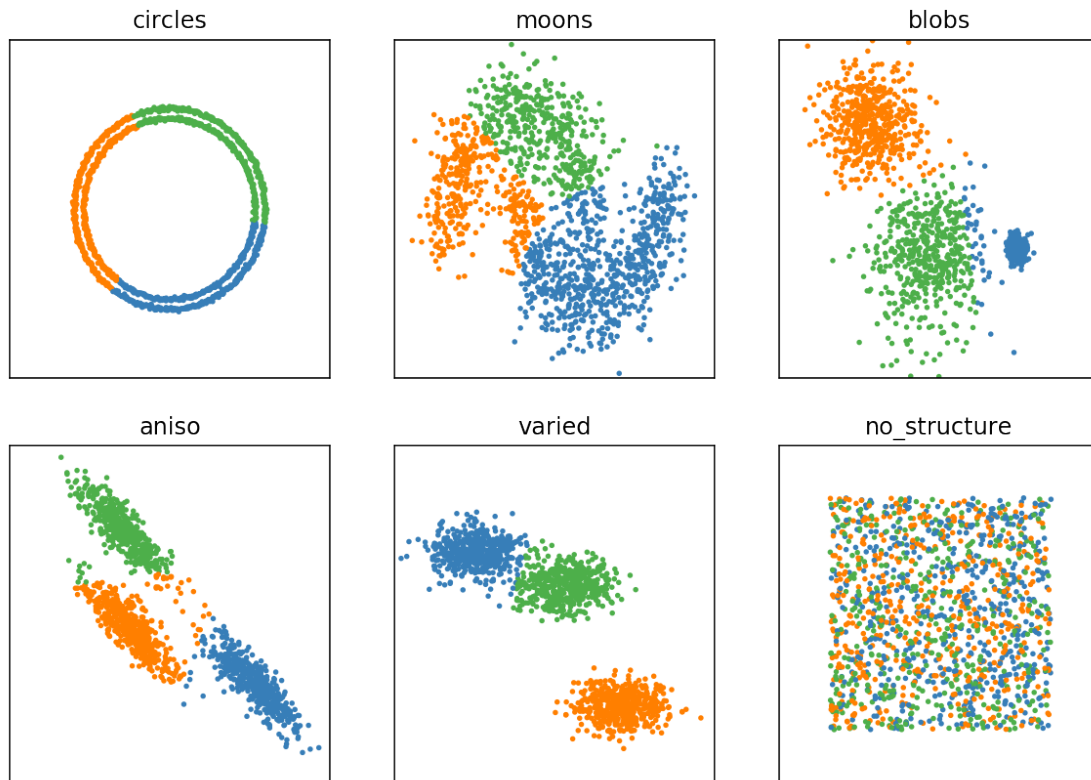 circles
moons
blobs
aniso
varied
no_structure